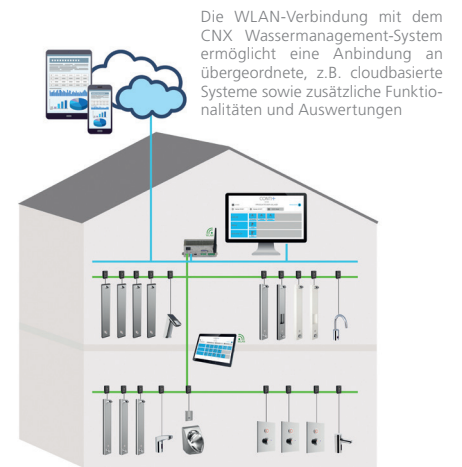 Die WLAN-Verbindung mit dem
CNX Wassermanagement-System
ermöglicht eine Anbindung an
übergeordnete, z.B. cloudbasierte
Systeme sowie zusätzliche Funktio-
nalitäten und Auswertungen